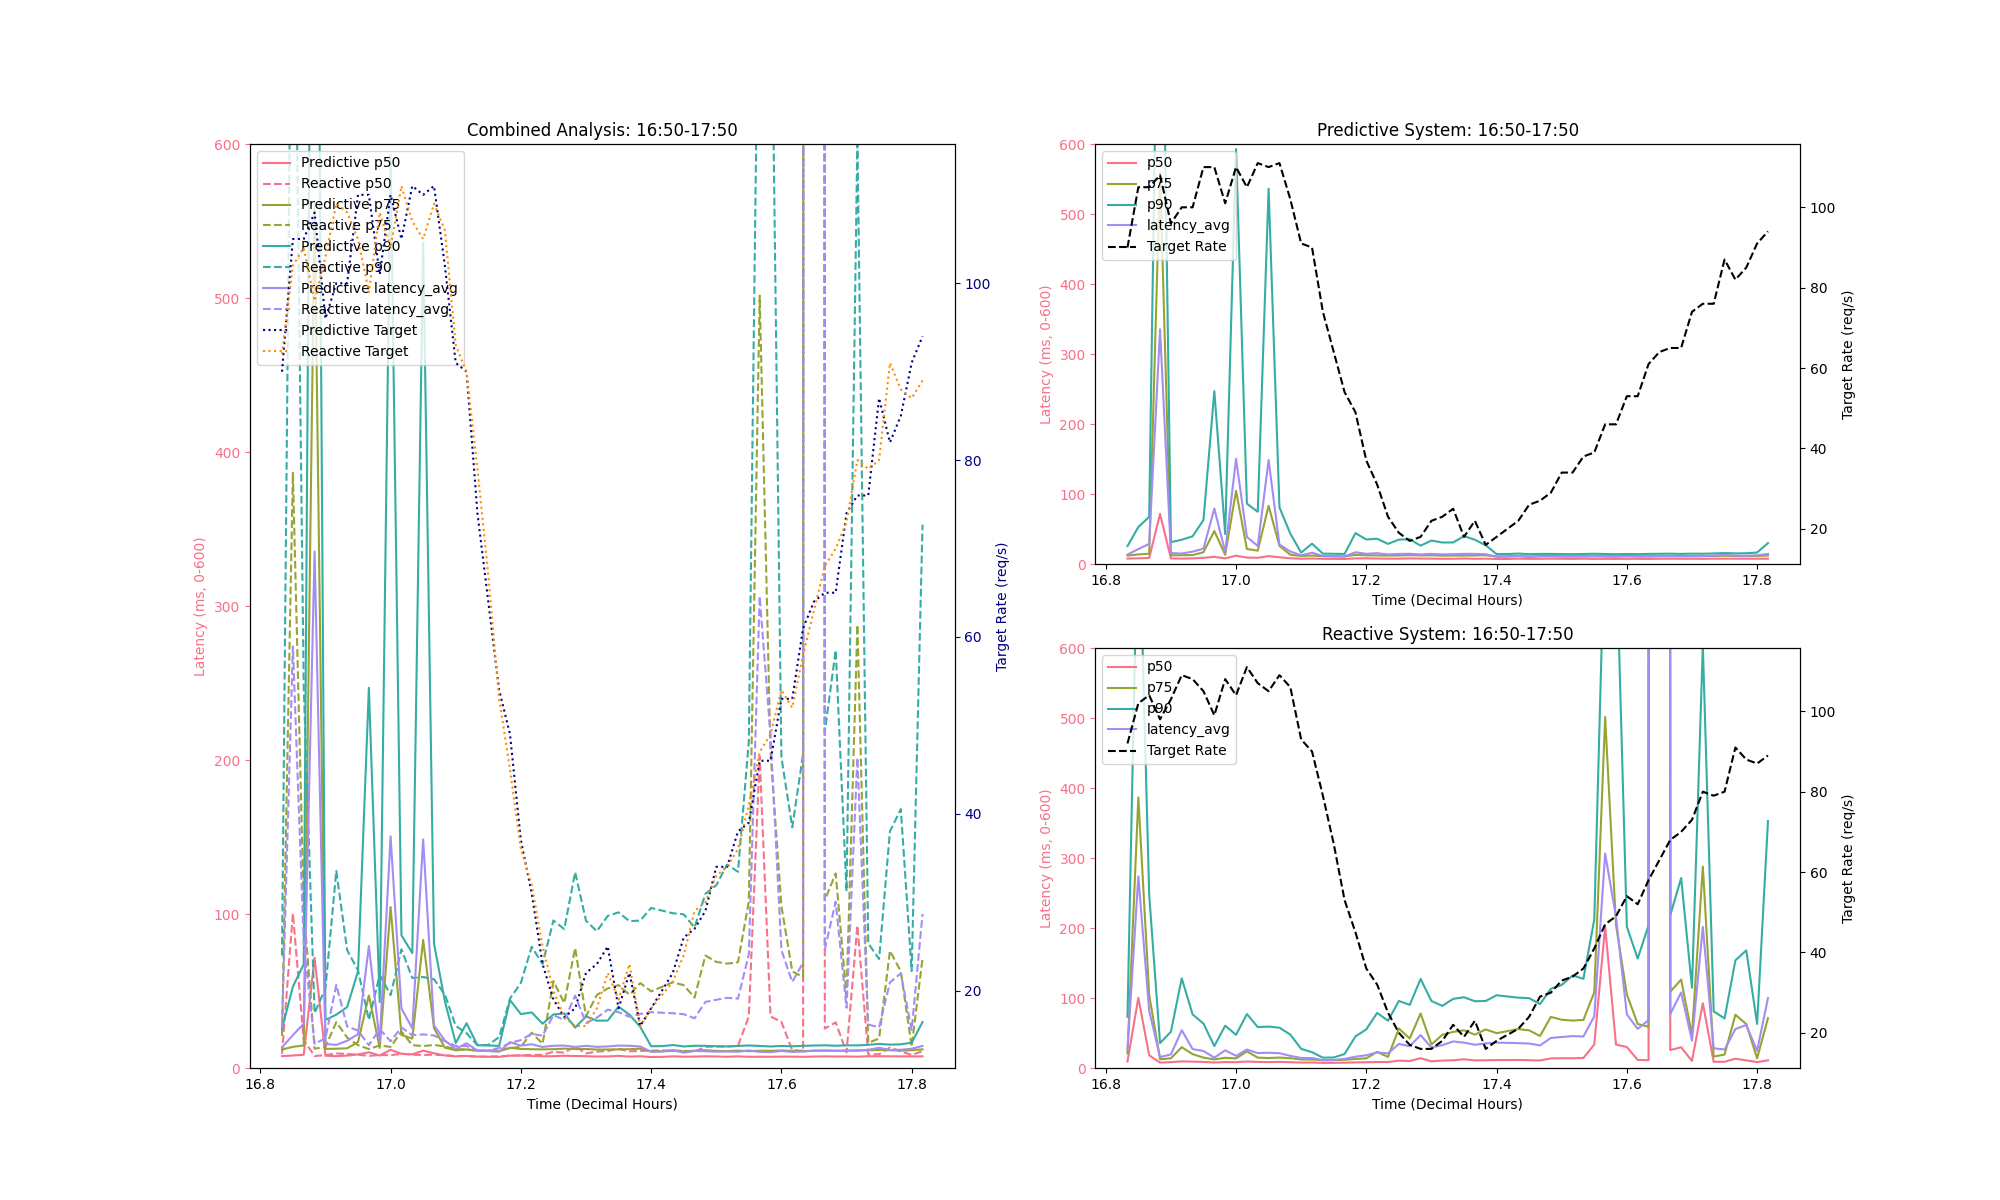 Combined Analysis: 16:50-17:50
600
500
400
300
200
100
0
Latency (ms, 0-600)
Predictive p50
Reactive p50
Predictive p75
Reactive p75
Predictive p90
Reactive p90
Predictive latency_avg
Reactive latency_avg
Predictive Target
Reactive Target
100
80
60
40
20
Target Rate (req/s)
16.8 17.0 17.2 17.4 17.6 17.8
Time (Decimal Hours)
Predictive System: 16:50-17:50
600
500
400
300
200
100
0
Latency (ms, 0-600)
p50
p75
p90
latency_avg
Target Rate
100
80
60
40
20
Target Rate (req/s)
16.8 17.0 17.2 17.4 17.6 17.8
Time (Decimal Hours)
Reactive System: 16:50-17:50
600
500
400
300
200
100
0
Latency (ms, 0-600)
p50
p75
p90
latency_avg
Target Rate
100
80
60
40
20
Target Rate (req/s)
16.8 17.0 17.2 17.4 17.6 17.8
Time (Decimal Hours)